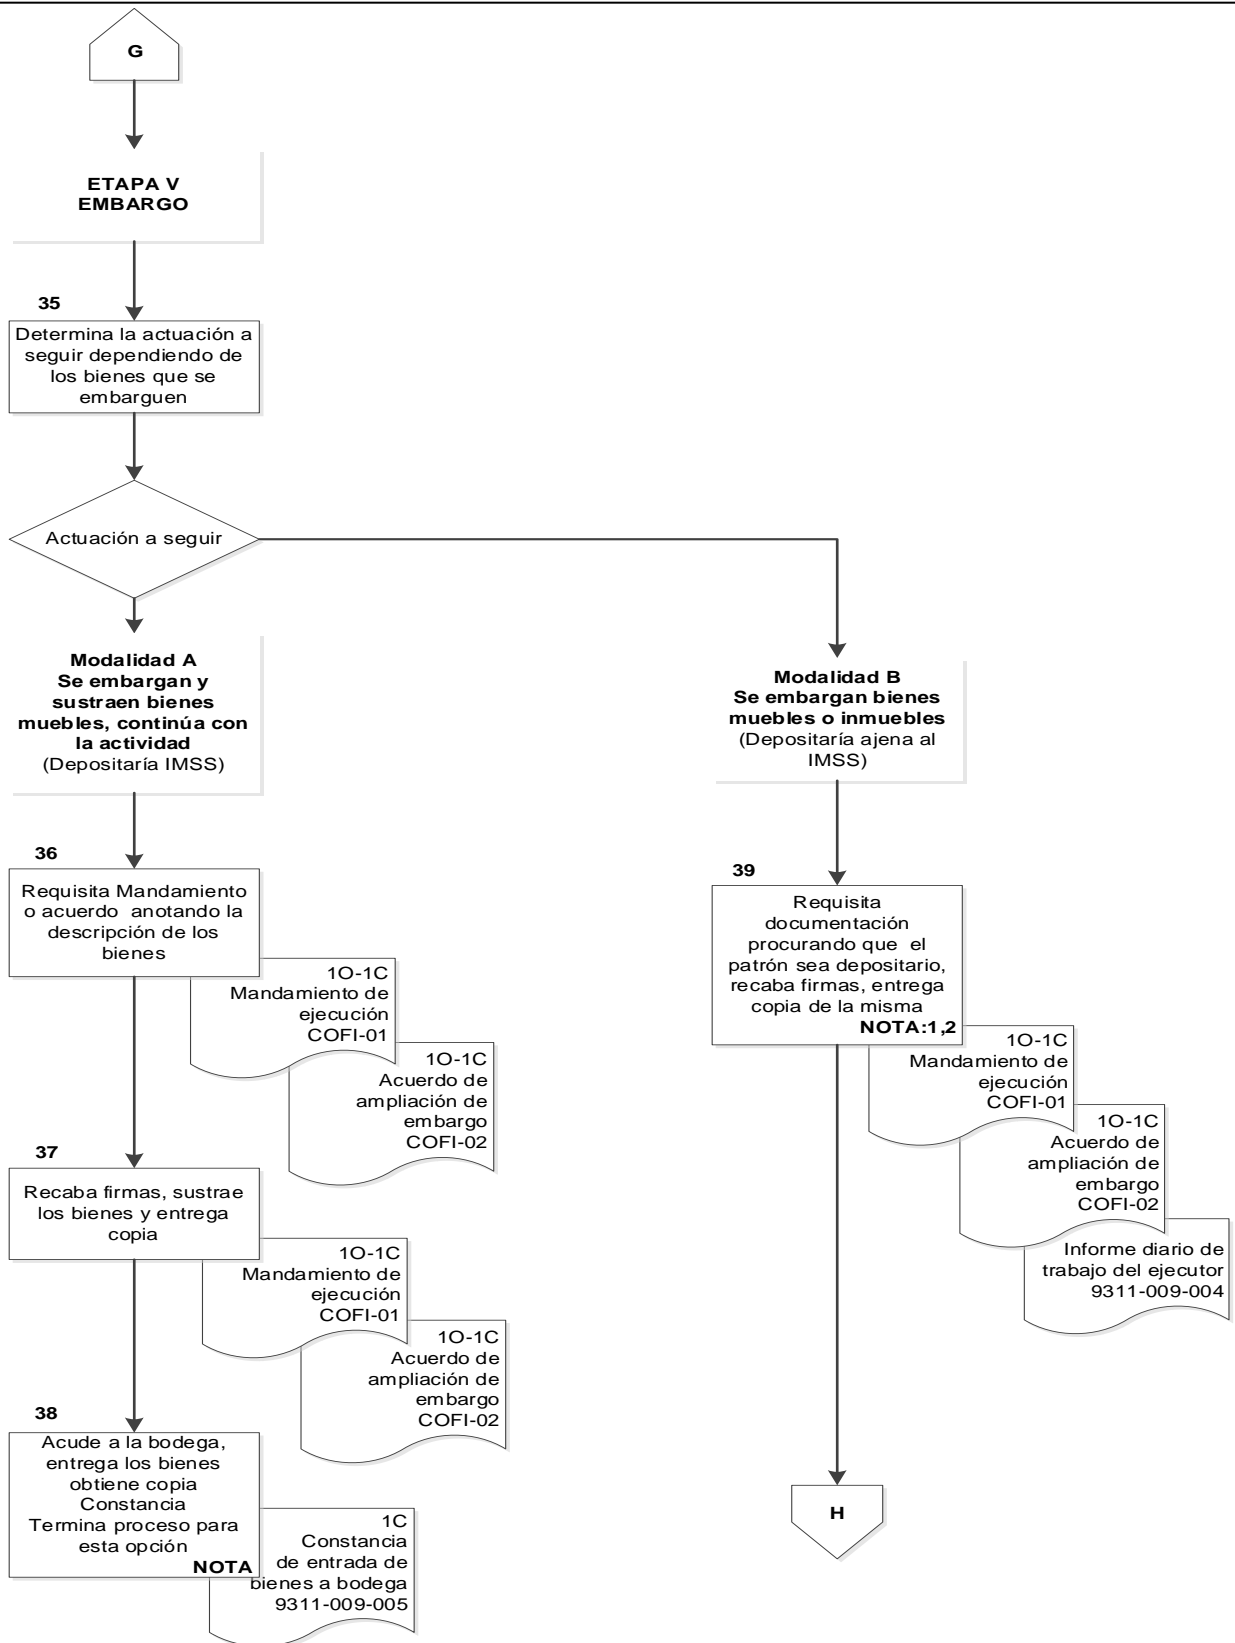 G
ETAPA V
EMBARGO
35
Determina la actuación a
seguir dependiendo de
los bienes que se
embarguen
Actuación a seguir
Modalidad A
Se embargan y
sustraen bienes
muebles, continúa con
la actividad
(Depositaría IMSS)
36
Requisita Mandamiento
o acuerdo anotando la
descripción de los
bienes
1O-1C
Mandamiento de
ejecución
COFI-01
1O-1C
Acuerdo de
ampliación de
embargo
COFI-02
37
Recaba firmas, sustrae
los bienes y entrega
copia
1O-1C
Mandamiento de
ejecución
COFI-01
1O-1C
Acuerdo de
ampliación de
embargo
COFI-02
38
Acude a la bodega,
entrega los bienes
obtiene copia
Constancia
Termina proceso para
esta opción
NOTA
1C
Constancia
de entrada de
bienes a bodega
9311-009-005
Modalidad B
Se embargan bienes
muebles o inmuebles
(Depositaría ajena al
IMSS)
39
Requisita
documentación
procurando que el
patrón sea depositario,
recaba firmas, entrega
copia de la misma
NOTA:1,2
1O-1C
Mandamiento de
ejecución
COFI-01
1O-1C
Acuerdo de
ampliación de
embargo
COFI-02
Informe diario de
trabajo del ejecutor
9311-009-004
H